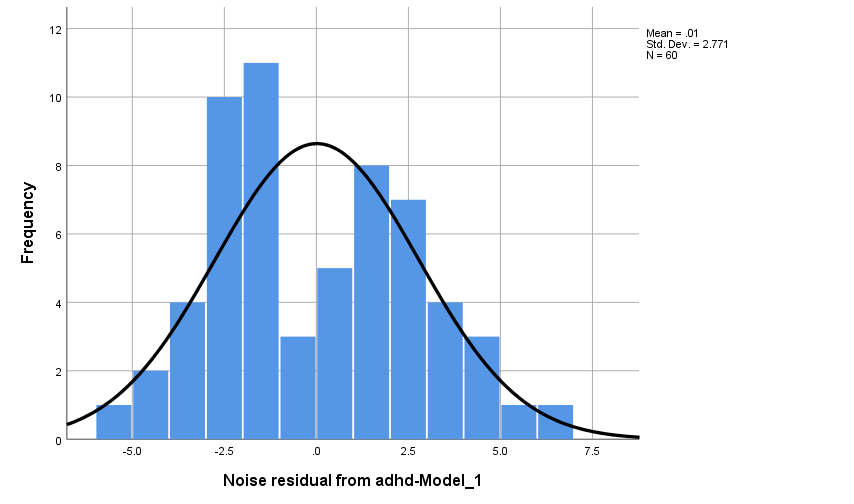 Mean = .01
Std. Dev. = 2.771
N = 60
Frequency
12
10
8
6
4
2
0
-5.0 -2.5 .0 2.5 5.0 7.5
Noise residual from adhd-Model_1